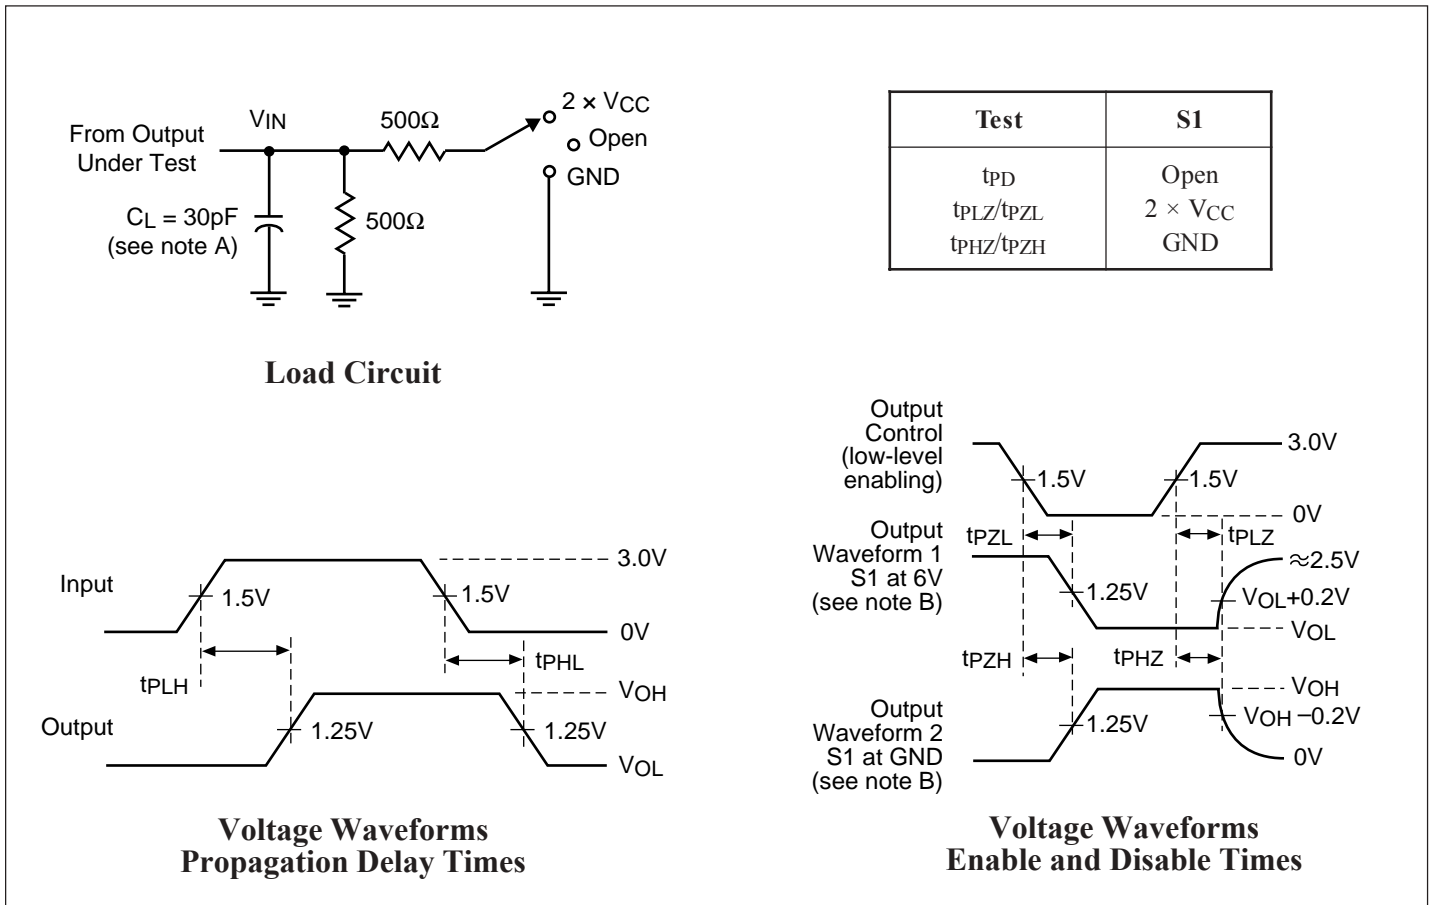 2 × VCC
Open
GND
VIN
500Ω
From Output
Under Test
CL = 30pF
(see note A)
500Ω
Load Circuit
Test S1
tPD Open
tPLZ/tPZL 2 × VCC
tPHZ/tPZH GND
Input
3.0V
1.5V
1.5V
0V
tPLH
tPHL
Output
VOH
1.25V
1.25V
VOL
Voltage Waveforms
Propagation Delay Times
Output
Control
(low-level
enabling)
3.0V
1.5V
1.5V
0V
Output
Waveform 1
S1 at 6V
(see note B)
tPZL
tPLZ
≈2.5V
1.25V
VOL+0.2V
VOL
tPZH
tPHZ
Output
Waveform 2
S1 at GND
(see note B)
VOH
1.25V
VOH –0.2V
0V
Voltage Waveforms
Enable and Disable Times